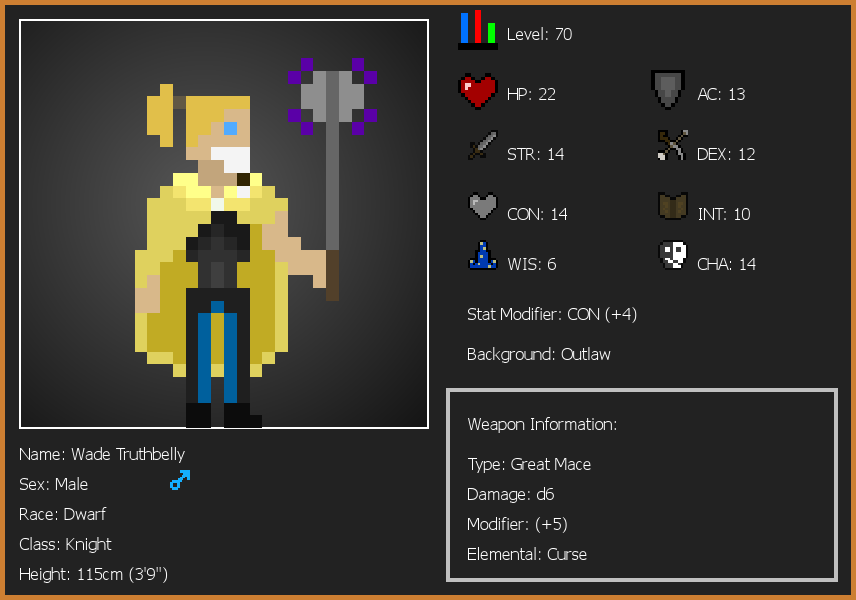 Level: 70
HP: 22
AC: 13
STR: 14
DEX: 12
CON: 14
INT: 10
WIS: 6
CHA: 14
Stat Modifier: CON (+4)
Background: Outlaw
Weapon Information:
Type: Great Mace
Damage: d6
Modifier: (+5)
Elemental: Curse
Name: Wade Truthbelly
Sex: Male
Race: Dwarf
Class: Knight
Height: 115cm (3'9")